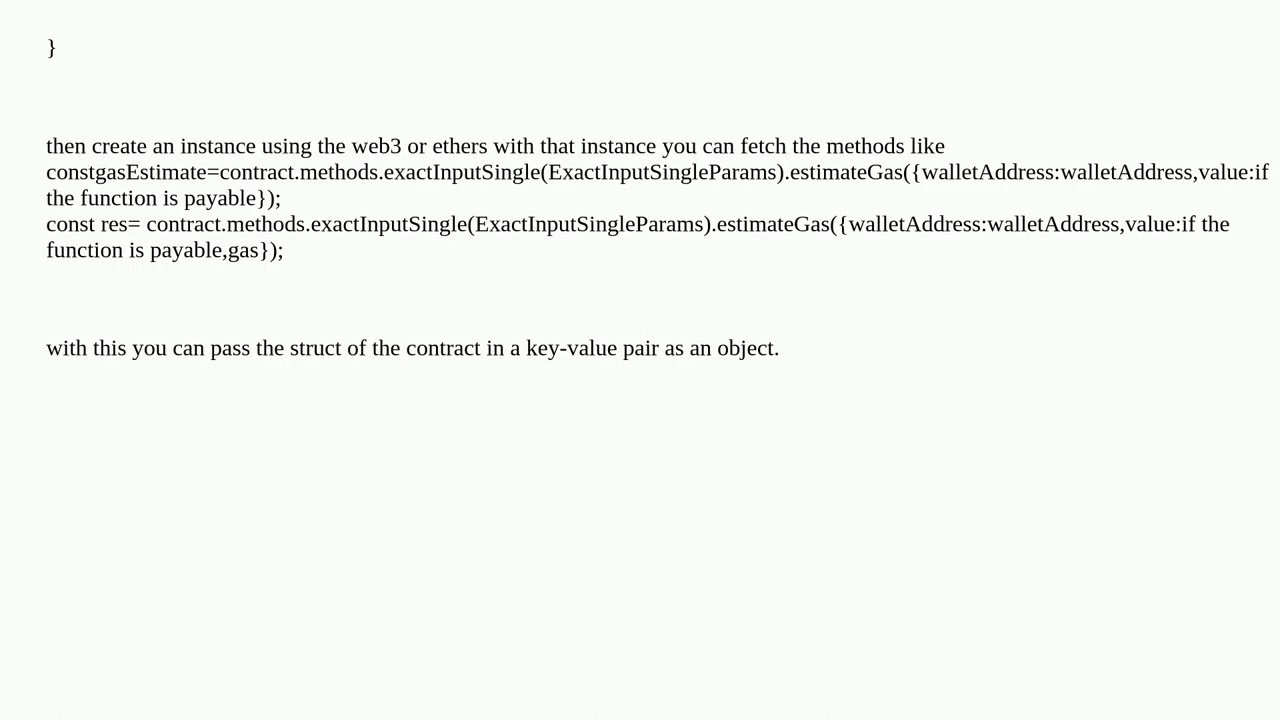 }
then create an instance using the web3 or ethers with that instance you can fetch the methods like
constgasEstimate=contract.methods.exactInputSingle(ExactInputSingleParams).estimateGas({walletAddress:walletAddress,value:if
the function is payable});
const res= contract.methods.exactInputSingle(ExactInputSingleParams).estimateGas({walletAddress:walletAddress,value:if the
function is payable,gas});
with this you can pass the struct of the contract in a key-value pair as an object.